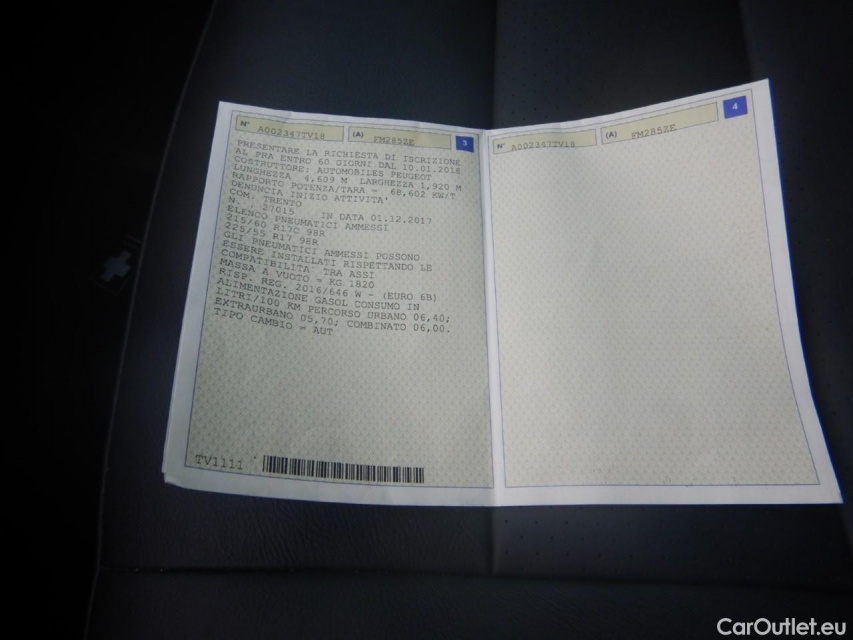 N° A002347TV18 (A) FM285ZE 3
PRESENTARE LA RICHIESTA DI ISCRIZIONE
AL PRA ENTRO 60 GIORNI DAL 10.01.2018
COSTRUTTORE: AUTOMOBILES PEUGEOT
LUNGHEZZA 4,609 M LARGHEZZA 1,920 M
RAPPORTO POTENZA/TARA = 68,602 KW/T
DENUNCIA INIZIO ATTIVITA'
COM. TRENTO
N. 27015 IN DATA 01.12.2017
ELENCO PNEUMATICI AMMESSI
215/60 R17C 98R
225/55 R17 98R
GLI PNEUMATICI AMMESSI POSSONO
ESSERE INSTALLATI RISPETTANDO LE
COMPATIBILITA' TRA ASSI
MASSA A VUOTO = KG 1820
RISP. REG. 2016/646 W - (EURO 6B)
ALIMENTAZIONE GASOL CONSUMO IN
LITRI/100 KM PERCORSO URBANO 06,40;
EXTRAURBANO 05,70; COMBINATO 06,00.
TIPO CAMBIO = AUT
TV1111
N° A002347TV18 (A) FM285ZE 4
CarOutlet.eu